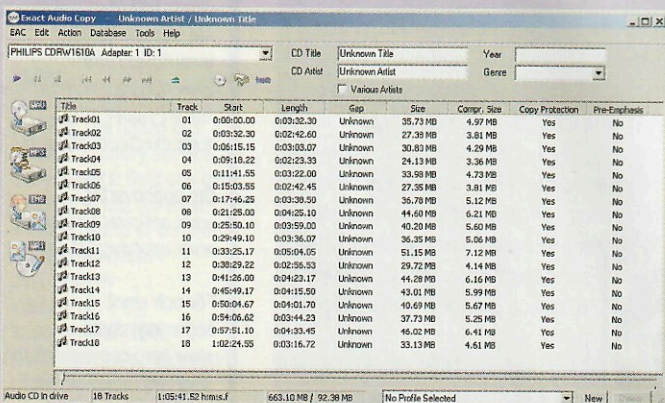 Exact Audio Copy - Unknown Artist / Unknown Title
EAC Edit Action Database Tools Help
PHILIPS CDRW1610A Adapter: 1 ID: 1
CD Title Unknown Title Year
CD Artist Unknown Artist Genre
Various Artists
Title Track Start Length Gap Size Compr. Size Copy Protection Pre-Emphasis
Track01 01 0:00:00.00 0:03:32.30 Unknown 35.73 MB 4.97 MB Yes No
Track02 02 0:03:32.30 0:02:42.60 Unknown 27.38 MB 3.81 MB Yes No
Track03 03 0:06:15.15 0:03:03.07 Unknown 30.80 MB 4.29 MB Yes No
Track04 04 0:09:18.22 0:02:23.33 Unknown 24.13 MB 3.36 MB Yes No
Track05 05 0:11:41.55 0:03:22.00 Unknown 33.98 MB 4.73 MB Yes No
Track06 06 0:15:03.55 0:02:42.45 Unknown 27.35 MB 3.81 MB Yes No
Track07 07 0:17:46.25 0:03:38.50 Unknown 36.78 MB 5.12 MB Yes No
Track08 08 0:21:25.00 0:04:25.10 Unknown 44.60 MB 6.21 MB Yes No
Track09 09 0:25:50.10 0:03:59.00 Unknown 40.20 MB 5.60 MB Yes No
Track10 10 0:29:49.10 0:03:36.07 Unknown 36.35 MB 5.06 MB Yes No
Track11 11 0:33:25.17 0:05:04.05 Unknown 51.15 MB 7.12 MB Yes No
Track12 12 0:38:29.22 0:02:56.53 Unknown 29.72 MB 4.14 MB Yes No
Track13 13 0:41:26.00 0:04:23.17 Unknown 44.28 MB 6.16 MB Yes No
Track14 14 0:45:49.17 0:04:15.50 Unknown 43.01 MB 5.99 MB Yes No
Track15 15 0:50:04.67 0:04:01.70 Unknown 40.69 MB 5.67 MB Yes No
Track16 16 0:54:06.62 0:03:44.23 Unknown 37.73 MB 5.25 MB Yes No
Track17 17 0:57:51.10 0:04:33.45 Unknown 46.02 MB 6.41 MB Yes No
Track18 18 1:02:24.55 0:03:16.72 Unknown 33.13 MB 4.61 MB Yes No
Audio CD in drive 18 Tracks 1:05:41.52 h:m:s.f 663.10 MB / 92.38 MB No Profile Selected New